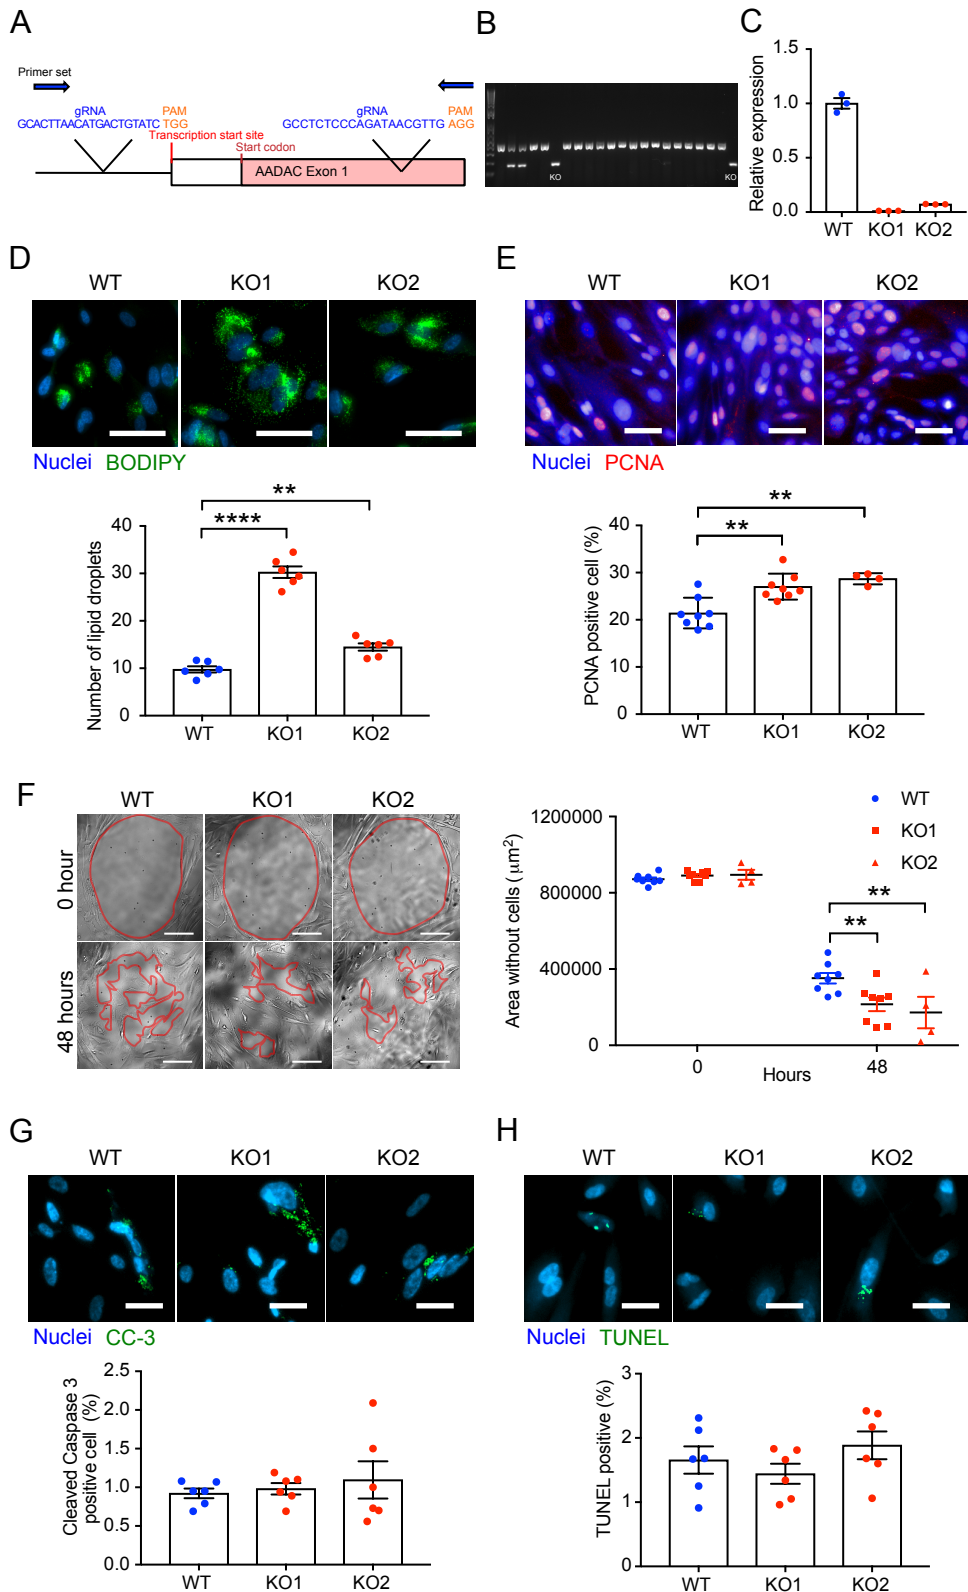 A
Primer set
gRNA
PAM
gRNA
PAM
GCACTTAACATGACTGTATC TGG
GCCTCTCCCAGATAACGTTG AGG
Transcription start site
Start codon
AADAC Exon 1
B
KO
KO
C
Relative expression
1.5
1.0
0.5
0.0
WT
KO1
KO2
D
WT
KO1
KO2
Nuclei BODIPY
**
****
Number of lipid droplets
40
30
20
10
0
WT
KO1
KO2
E
WT
KO1
KO2
Nuclei PCNA
**
**
PCNA positive cell (%)
40
30
20
10
0
WT
KO1
KO2
F
WT
KO1
KO2
0 hour
48 hours
WT
KO1
KO2
**
**
Area without cells (μm²)
1200000
800000
400000
0
0
Hours
48
G
WT
KO1
KO2
Nuclei CC-3
Cleaved Caspase 3
positive cell (%)
2.5
2.0
1.5
1.0
0.5
0.0
WT
KO1
KO2
H
WT
KO1
KO2
Nuclei TUNEL
TUNEL positive (%)
3
2
1
0
WT
KO1
KO2